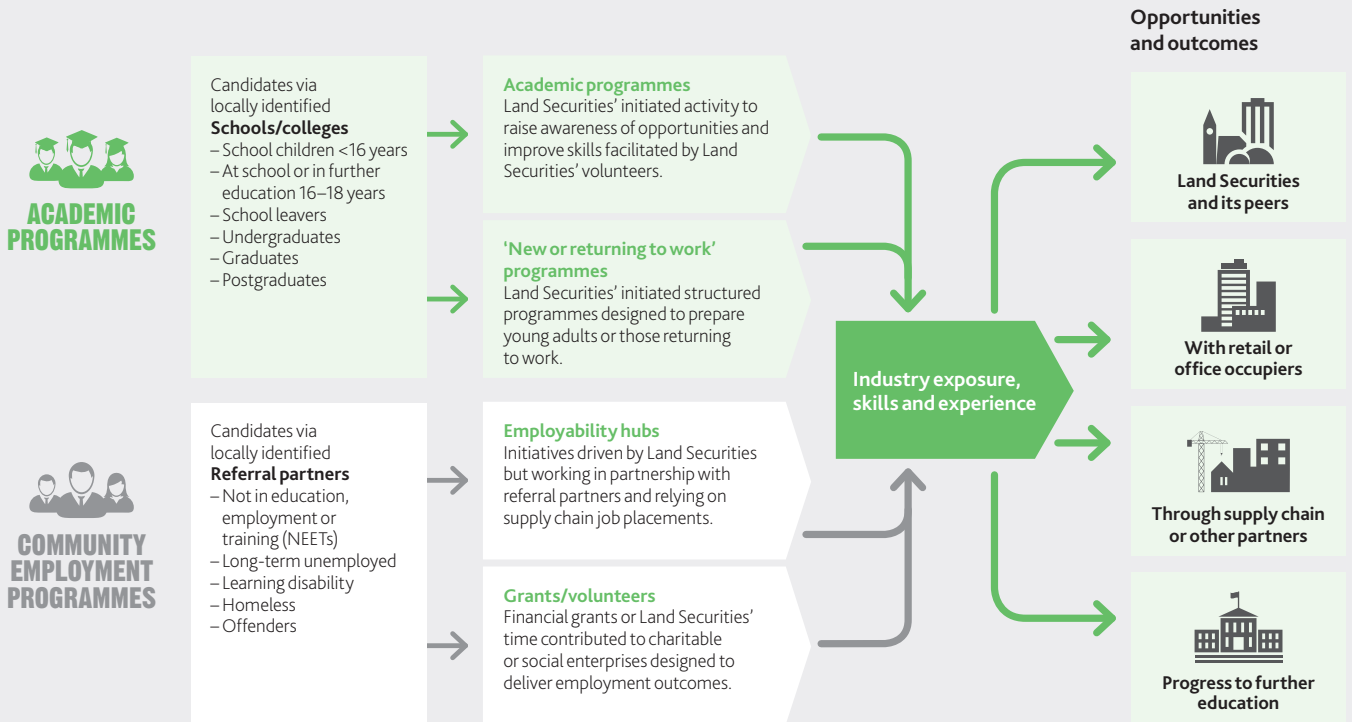 Opportunities
and outcomes
ACADEMIC
PROGRAMMES
Candidates via
locally identified
Schools/colleges
– School children <16 years
– At school or in further
education 16–18 years
– School leavers
– Undergraduates
– Graduates
– Postgraduates
Academic programmes
Land Securities’ initiated activity to
raise awareness of opportunities and
improve skills facilitated by Land
Securities’ volunteers.
‘New or returning to work’
programmes
Land Securities’ initiated structured
programmes designed to prepare
young adults or those returning
to work.
COMMUNITY
EMPLOYMENT
PROGRAMMES
Candidates via
locally identified
Referral partners
– Not in education,
employment or
training (NEETs)
– Long-term unemployed
– Learning disability
– Homeless
– Offenders
Employability hubs
Initiatives driven by Land Securities
but working in partnership with
referral partners and relying on
supply chain job placements.
Grants/volunteers
Financial grants or Land Securities’
time contributed to charitable
or social enterprises designed to
deliver employment outcomes.
Industry exposure,
skills and experience
Land Securities
and its peers
With retail or
office occupiers
Through supply chain
or other partners
Progress to further
education